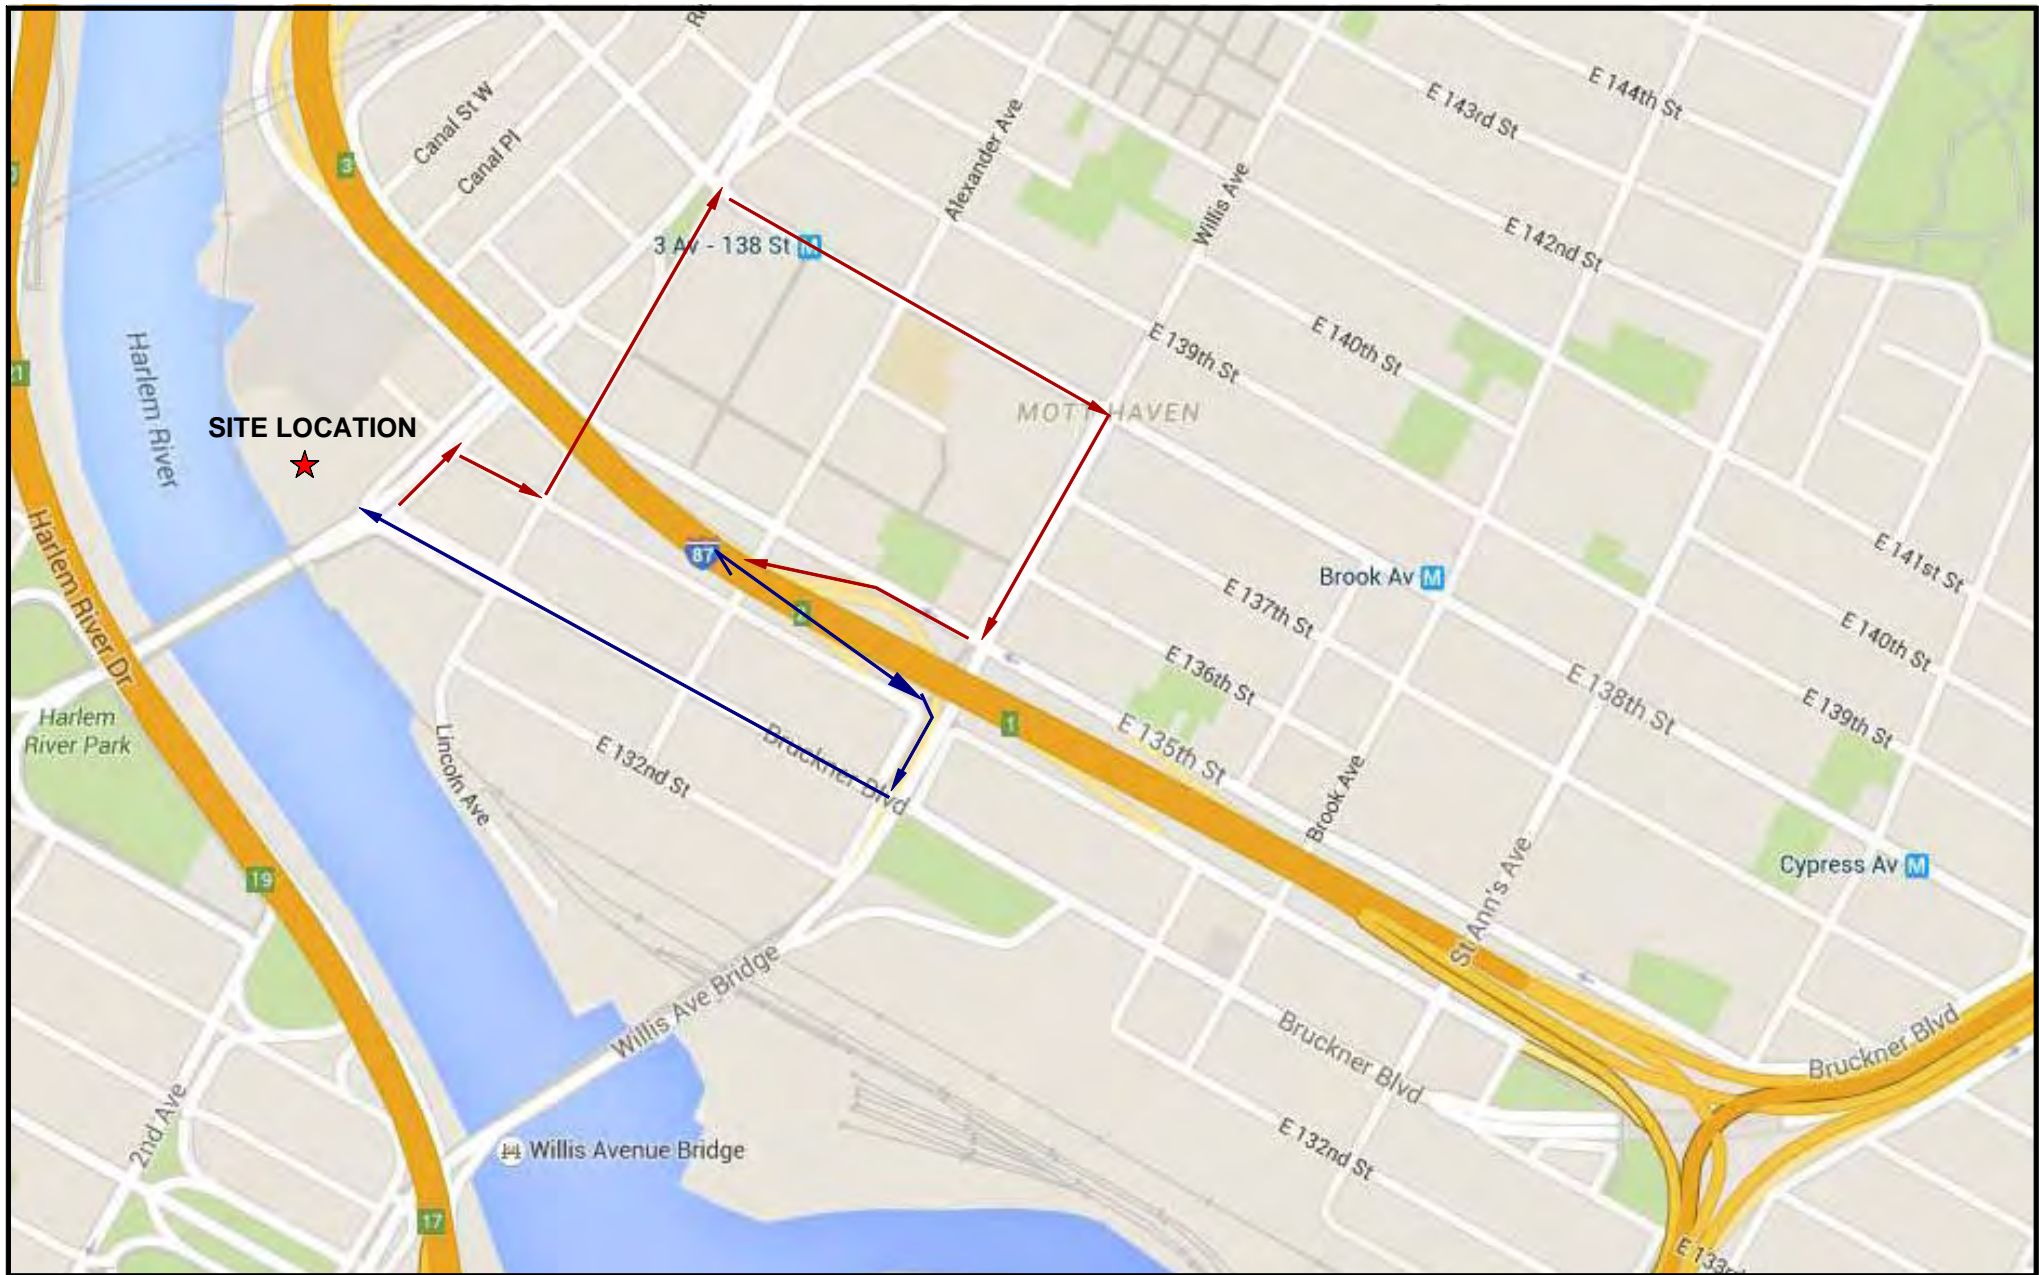 Canal St W
Canal Pl
3
Alexander Ave
Willis Ave
E 144th St
E 143rd St
E 142nd St
3 Av - 138 St M
E 140th St
E 139th St
MOTT HAVEN
Harlem River
SITE LOCATION
Harlem River Dr
87
2
Brook Av M
E 141st St
E 137th St
E 140th St
E 136th St
E 138th St
E 139th St
E 135th St
1
Harlem
River Park
Lincoln Ave
E 132nd St
Bruckner Blvd
Brook Ave
St Ann's Ave
Cypress Av M
19
Willis Ave Bridge
Bruckner Blvd
Bruckner Blvd
2nd Ave
Willis Avenue Bridge
E 132nd St
17